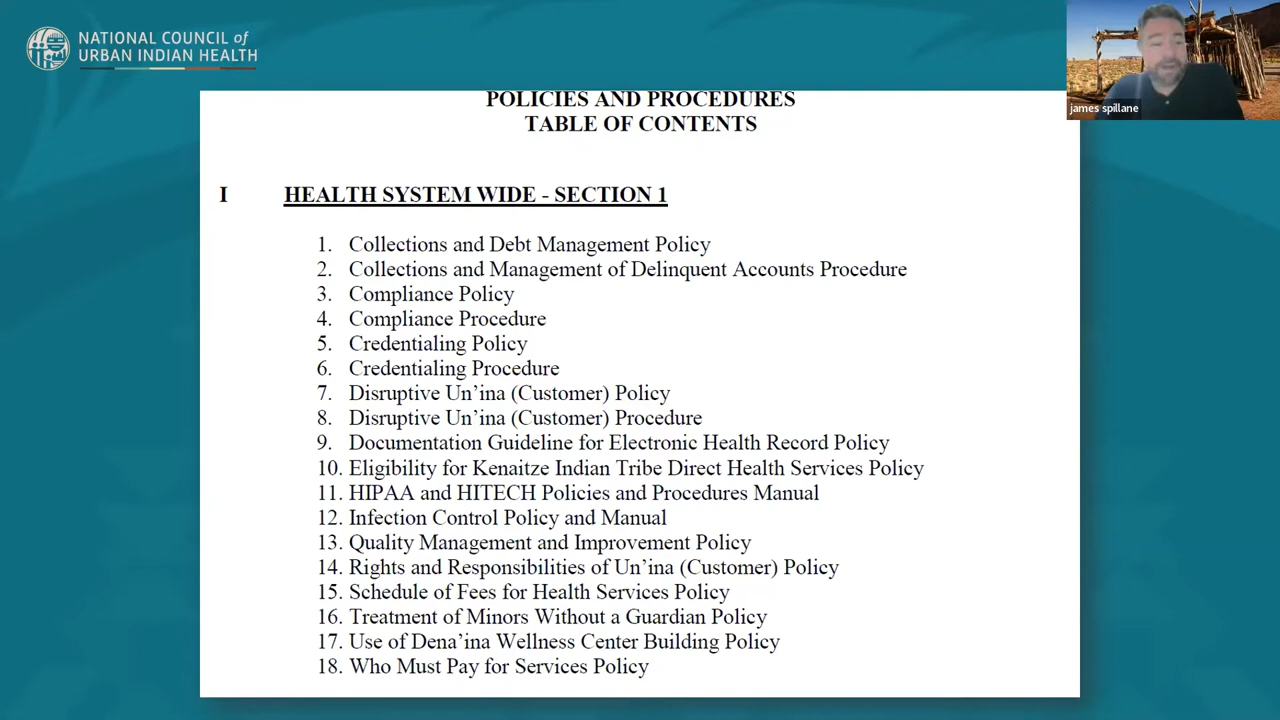 NATIONAL COUNCIL of
URBAN INDIAN HEALTH
james spillane
POLICIES AND PROCEDURES
TABLE OF CONTENTS
I HEALTH SYSTEM WIDE - SECTION 1
1. Collections and Debt Management Policy
2. Collections and Management of Delinquent Accounts Procedure
3. Compliance Policy
4. Compliance Procedure
5. Credentialing Policy
6. Credentialing Procedure
7. Disruptive Un’ina (Customer) Policy
8. Disruptive Un’ina (Customer) Procedure
9. Documentation Guideline for Electronic Health Record Policy
10. Eligibility for Kenaitze Indian Tribe Direct Health Services Policy
11. HIPAA and HITECH Policies and Procedures Manual
12. Infection Control Policy and Manual
13. Quality Management and Improvement Policy
14. Rights and Responsibilities of Un’ina (Customer) Policy
15. Schedule of Fees for Health Services Policy
16. Treatment of Minors Without a Guardian Policy
17. Use of Dena’ina Wellness Center Building Policy
18. Who Must Pay for Services Policy